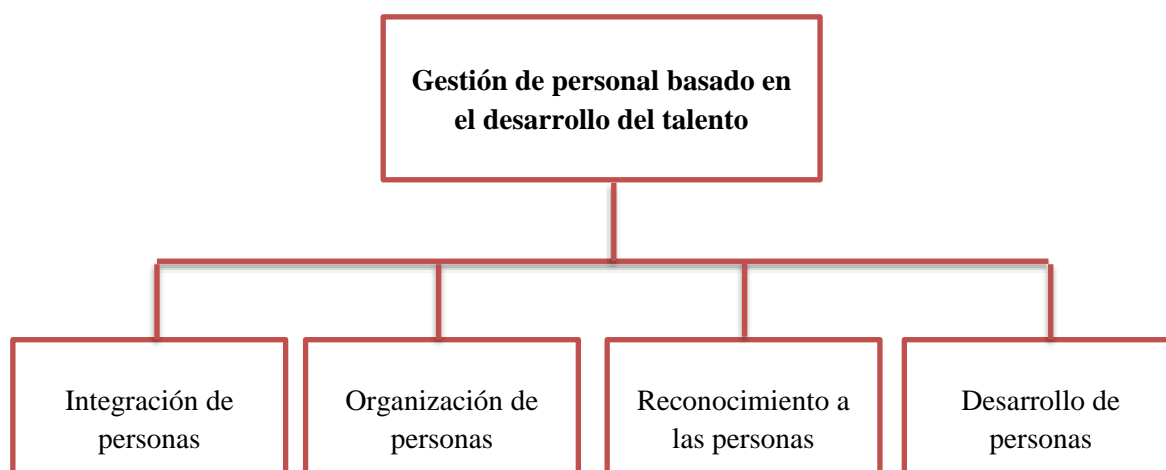 Gestión de personal basado en
el desarrollo del talento
Integración de
personas
Organización de
personas
Reconocimiento a
las personas
Desarrollo de
personas